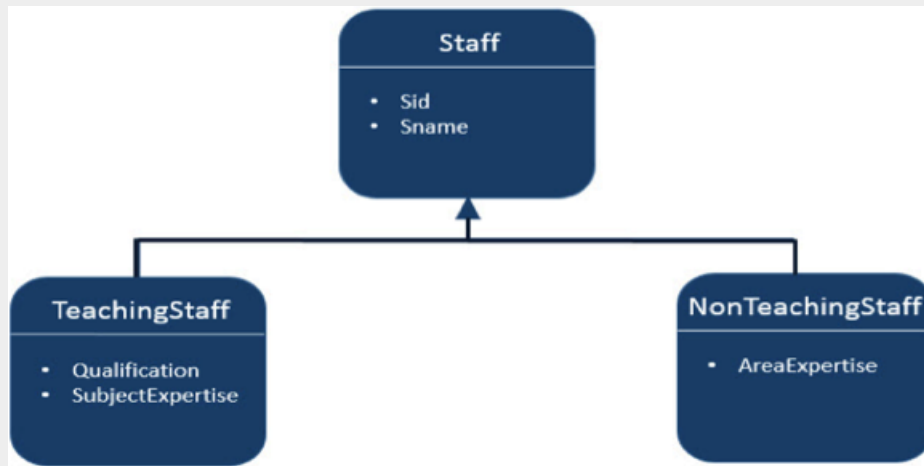 Staff
• Sid
• Sname
TeachingStaff
• Qualification
• SubjectExpertise
NonTeachingStaff
• AreaExpertise